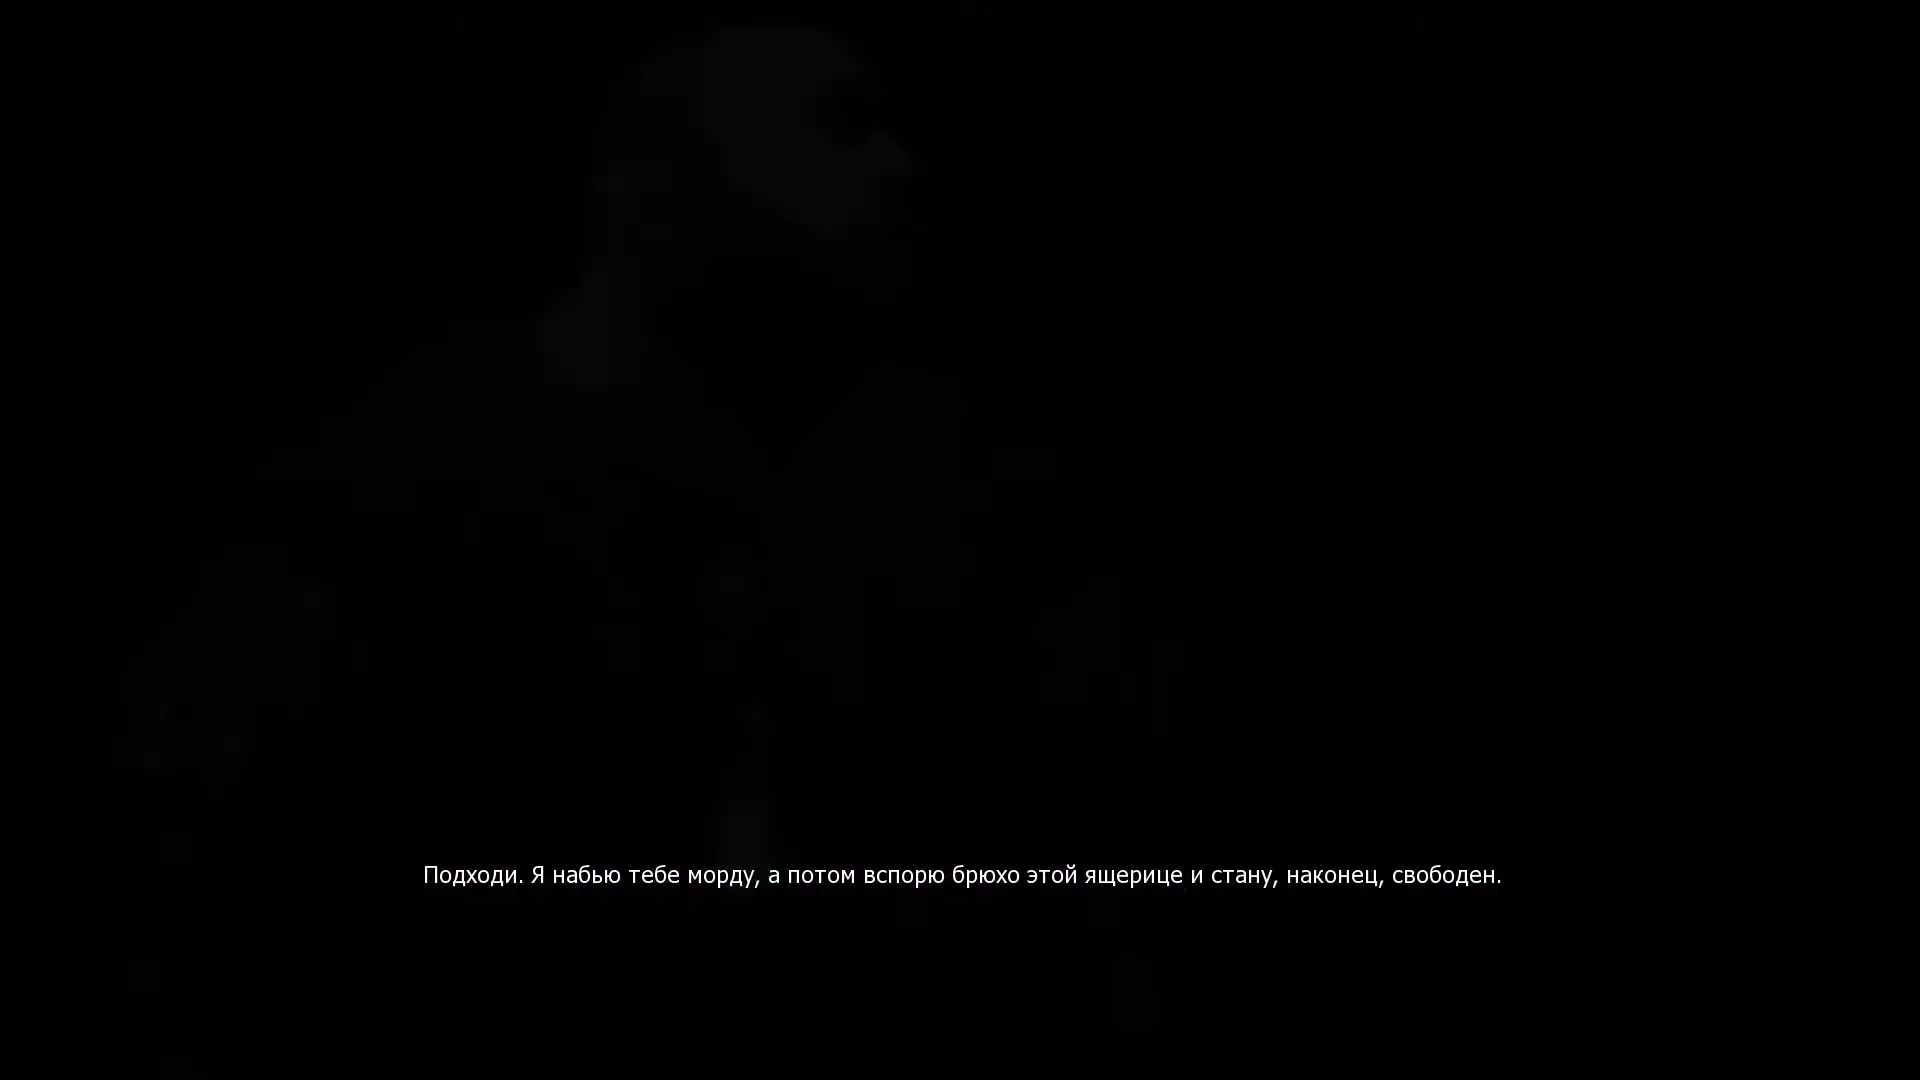 Подходи. Я набью тебе морду, а потом вспорю брюхо этой ящерице и стану, наконец, свободен.